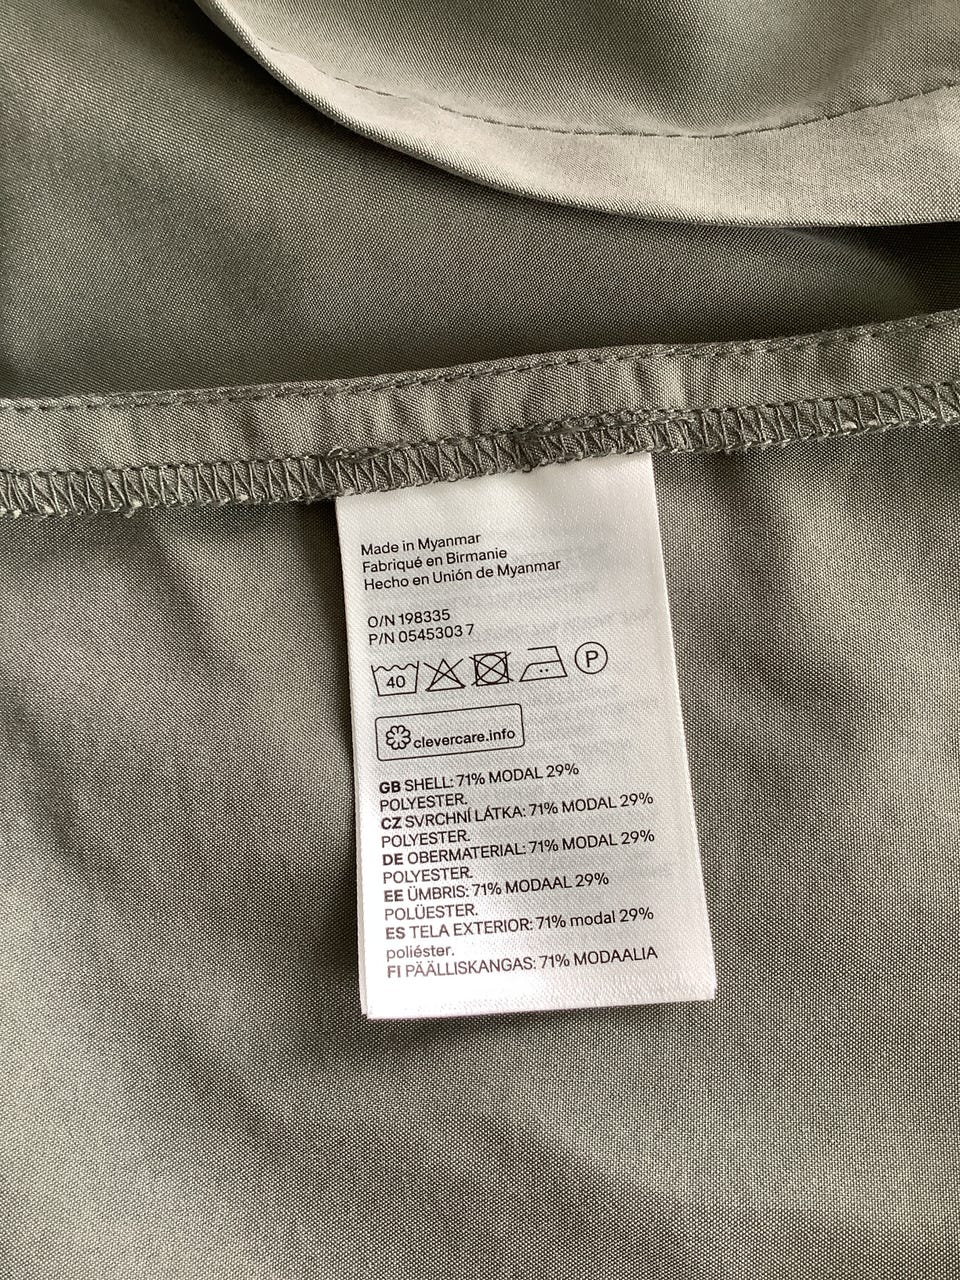 Made in Myanmar
Fabriqué en Birmanie
Hecho en Unión de Myanmar
O/N 198335
P/N 0545303 7
40 P
clevercare.info
GB SHELL: 71% MODAL 29%
POLYESTER.
CZ SVRCHNÍ LÁTKA: 71% MODAL 29%
POLYESTER.
DE OBERMATERIAL: 71% MODAL 29%
POLYESTER.
EE ÜMBRIS: 71% MODAAL 29%
POLÜESTER.
ES TELA EXTERIOR: 71% modal 29%
poliéster.
FI PÄÄLLISKANGAS: 71% MODAALIA